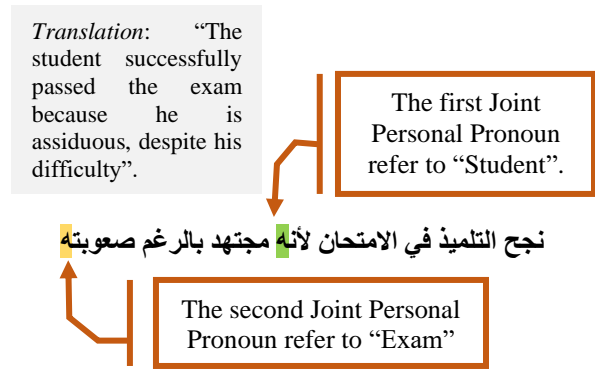 Translation: “The
student successfully
passed the exam
because he is
assiduous, despite his
difficulty”.
The first Joint
Personal Pronoun
refer to “Student”.
نجح التلميذ في الامتحان لأنه مجتهد بالرغم صعوبته
The second Joint Personal
Pronoun refer to “Exam”